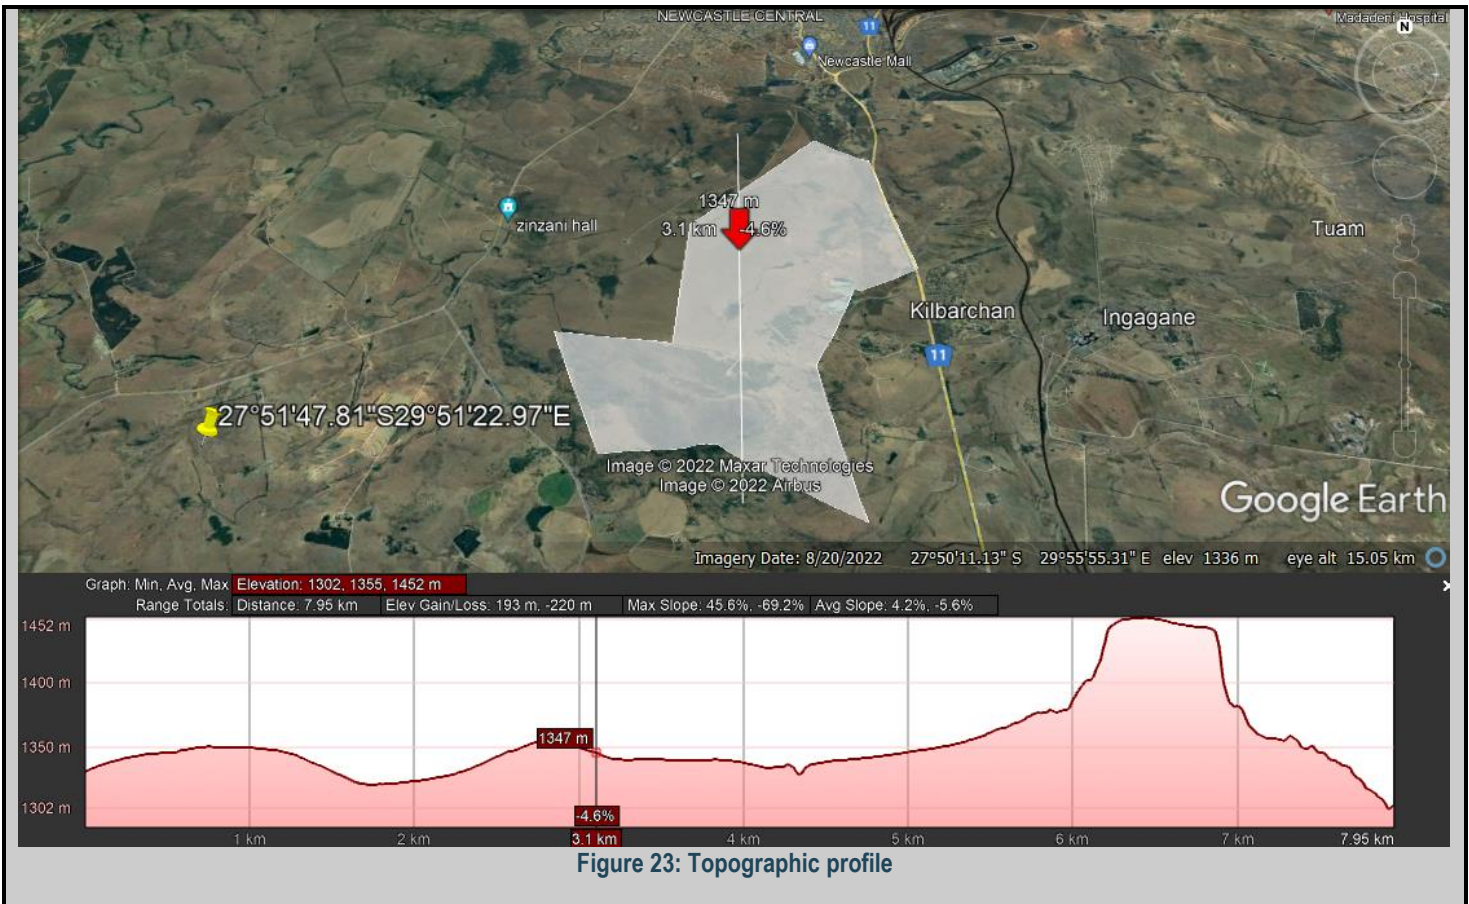 NEWCASTLE CENTRAL
11
Madadeni Hospital
N
Newcastle Mall
1347 m
zinzani hall
3.1 km -4.6%
Tuam
Kilbarchan
Ingagane
11
27°51'47.81"S29°51'22.97"E
Image © 2022 Maxar Technologies
Image © 2022 Airbus
Google Earth
Imagery Date: 8/20/2022 27°50'11.13" S 29°55'55.31" E elev 1336 m eye alt 15.05 km
Graph: Min, Avg, Max Elevation: 1302, 1355, 1452 m
Range Totals: Distance: 7.95 km Elev Gain/Loss: 193 m, -220 m Max Slope: 45.6%, -69.2% Avg Slope: 4.2%, -5.6%
1452 m
1400 m
1350 m
1347 m
1302 m
-4.6%
1 km 2 km 3.1 km 4 km 5 km 6 km 7 km 7.95 km
Figure 23: Topographic profile